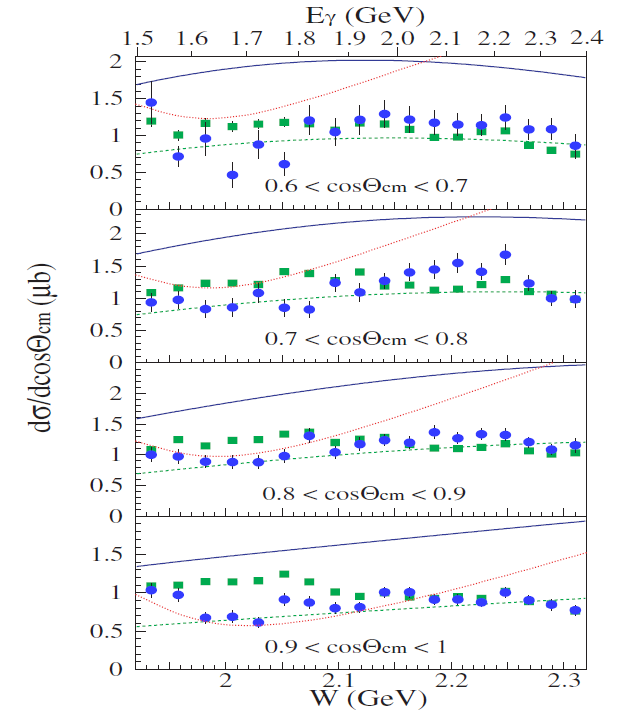 Eγ (GeV)
1.5 1.6 1.7 1.8 1.9 2.0 2.1 2.2 2.3 2.4
2
1.5
1
0.5
0.6 < cosΘcm < 0.7
0
2
1.5
1
0.5
0.7 < cosΘcm < 0.8
0
2
1.5
1
0.5
0.8 < cosΘcm < 0.9
0
1.5
1
0.5
0.9 < cosΘcm < 1
0
2 2.1 2.2 2.3
W (GeV)
dσ/dcosΘcm (μb)